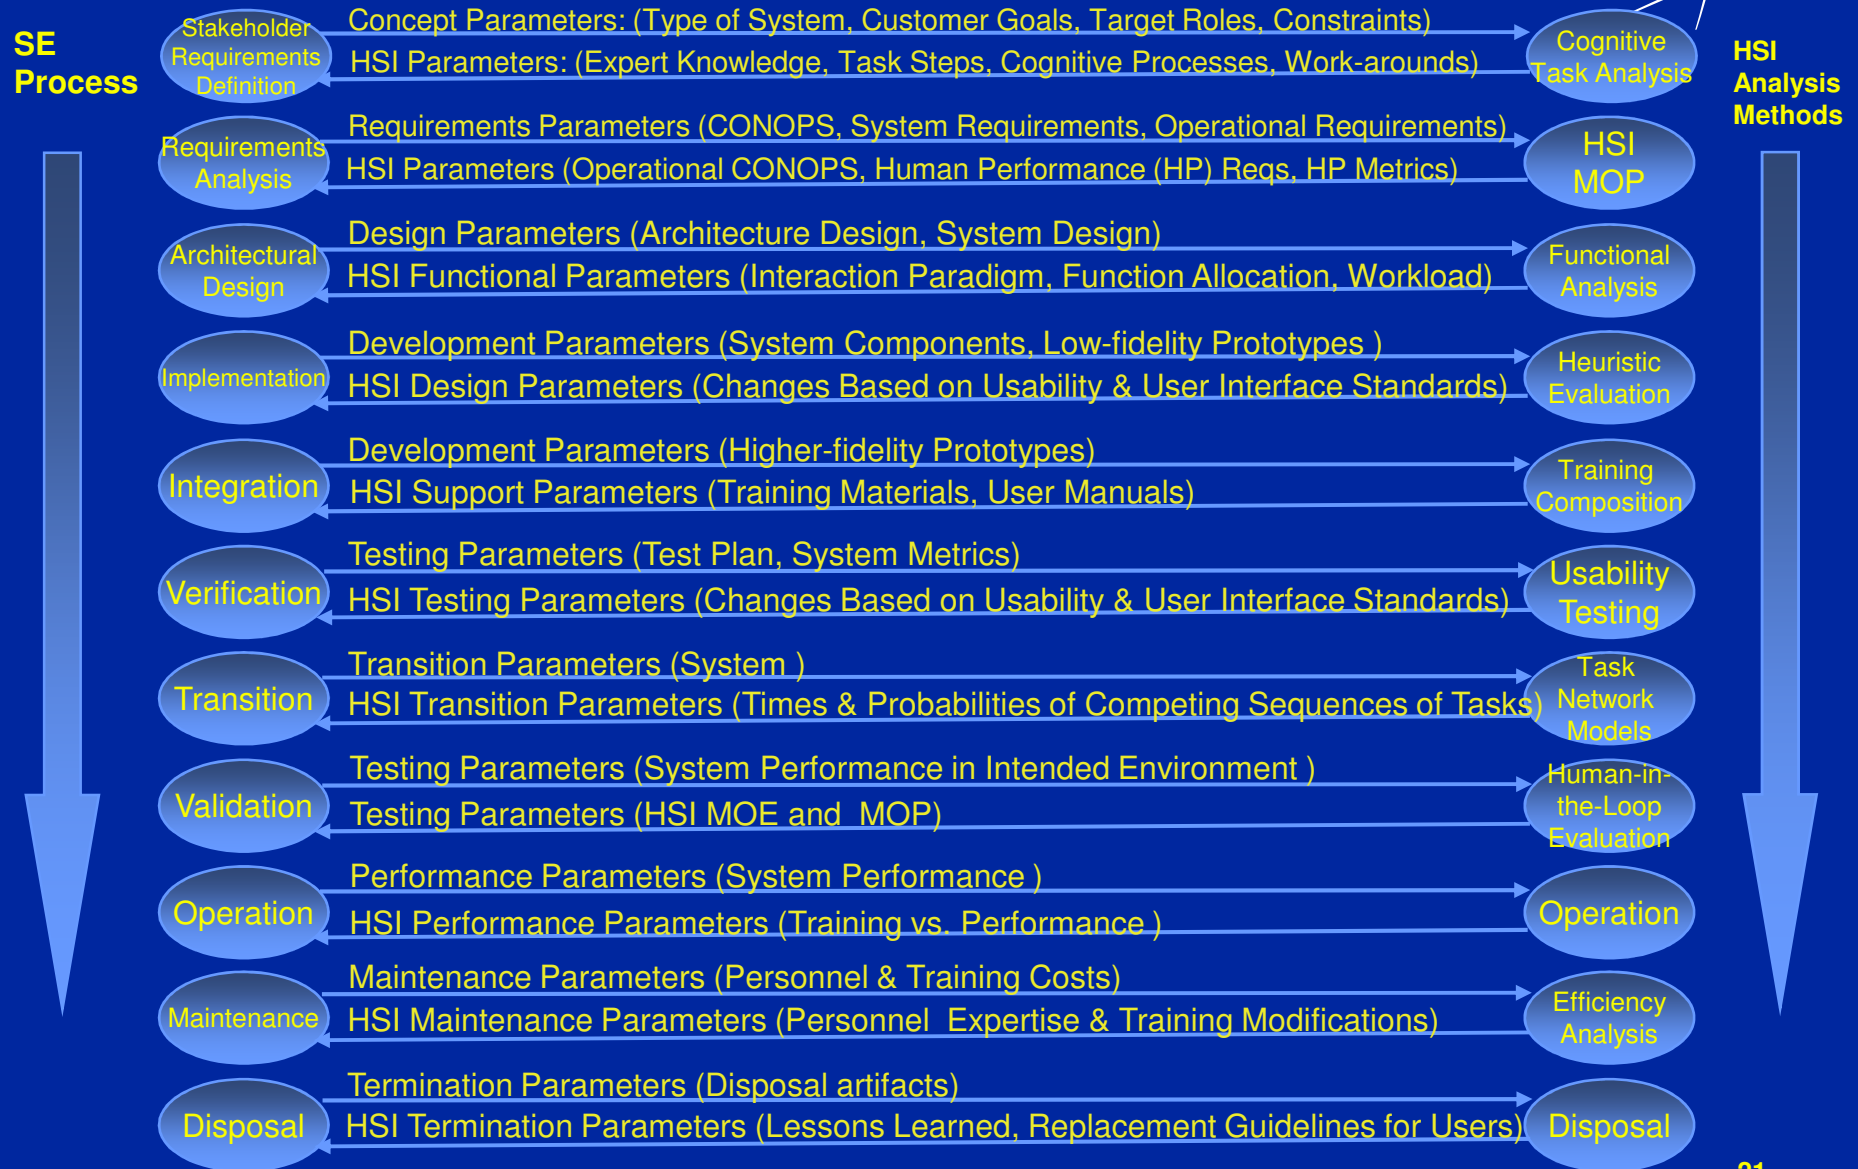 SE
Process
HSI
Analysis
Methods
Stakeholder
Requirements
Definition
Concept Parameters: (Type of System, Customer Goals, Target Roles, Constraints)
HSI Parameters: (Expert Knowledge, Task Steps, Cognitive Processes, Work-arounds)
Cognitive
Task Analysis
Requirements
Analysis
Requirements Parameters (CONOPS, System Requirements, Operational Requirements)
HSI Parameters (Operational CONOPS, Human Performance (HP) Reqs, HP Metrics)
HSI
MOP
Architectural
Design
Design Parameters (Architecture Design, System Design)
HSI Functional Parameters (Interaction Paradigm, Function Allocation, Workload)
Functional
Analysis
Implementation
Development Parameters (System Components, Low-fidelity Prototypes )
HSI Design Parameters (Changes Based on Usability & User Interface Standards)
Heuristic
Evaluation
Integration
Development Parameters (Higher-fidelity Prototypes)
HSI Support Parameters (Training Materials, User Manuals)
Training
Composition
Verification
Testing Parameters (Test Plan, System Metrics)
HSI Testing Parameters (Changes Based on Usability & User Interface Standards)
Usability
Testing
Transition
Transition Parameters (System )
HSI Transition Parameters (Times & Probabilities of Competing Sequences of Tasks)
Task
Network
Models
Validation
Testing Parameters (System Performance in Intended Environment )
Testing Parameters (HSI MOE and  MOP)
Human-in-
the-Loop
Evaluation
Operation
Performance Parameters (System Performance )
HSI Performance Parameters (Training vs. Performance )
Operation
Maintenance
Maintenance Parameters (Personnel & Training Costs)
HSI Maintenance Parameters (Personnel  Expertise & Training Modifications)
Efficiency
Analysis
Disposal
Termination Parameters (Disposal artifacts)
HSI Termination Parameters (Lessons Learned, Replacement Guidelines for Users)
Disposal